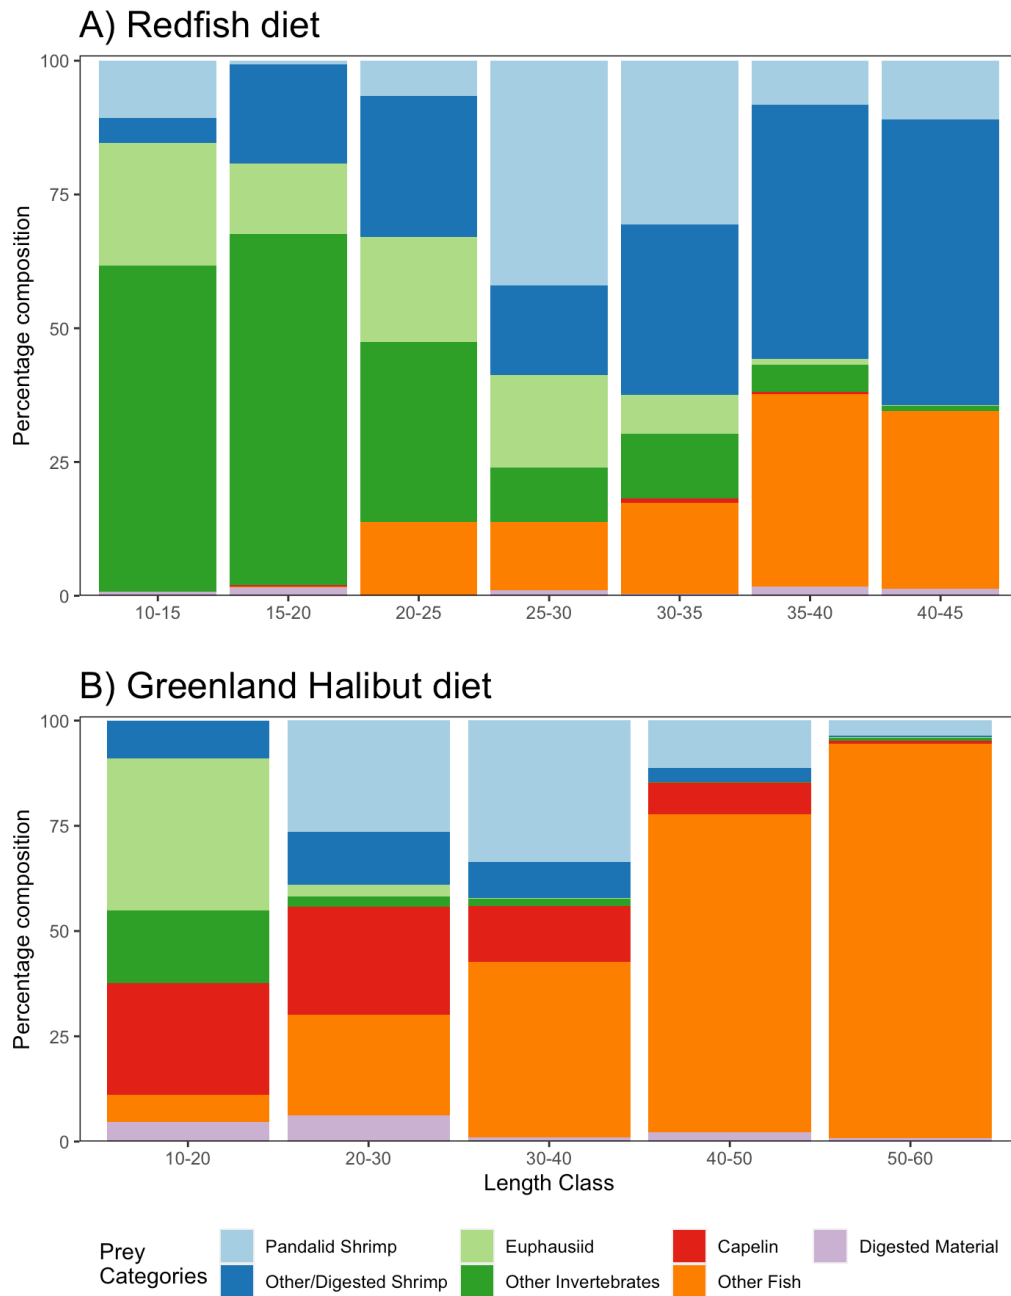 A) Redfish diet
Percentage composition
100
75
50
25
0
10-15 15-20 20-25 25-30 30-35 35-40 40-45
B) Greenland Halibut diet
Percentage composition
100
75
50
25
0
10-20 20-30 30-40 40-50 50-60
Length Class
Prey
Categories
Pandalid Shrimp Euphausiid Capelin Digested Material
Other/Digested Shrimp Other Invertebrates Other Fish